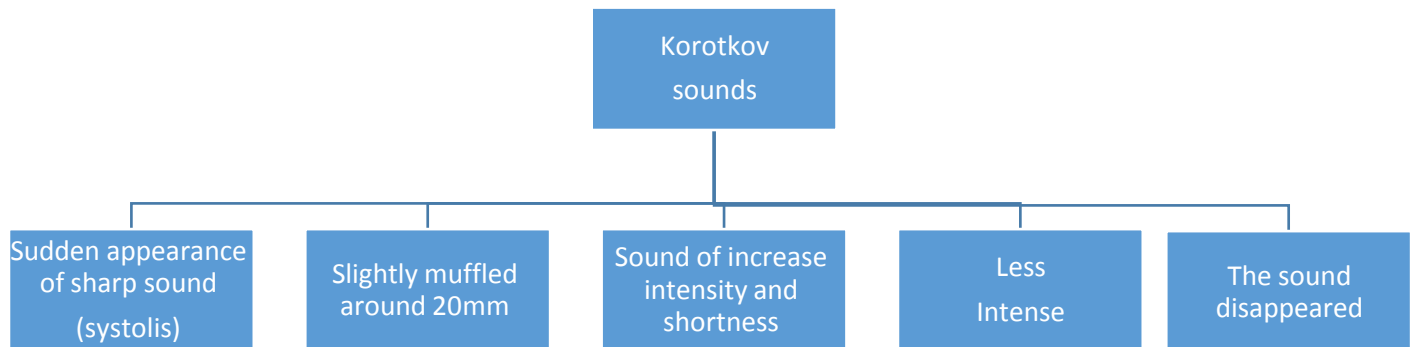 Korotkov
sounds
Sudden appearance
of sharp sound
(systolis)
Slightly muffled
around 20mm
Sound of increase
intensity and
shortness
Less
Intense
The sound
disappeared